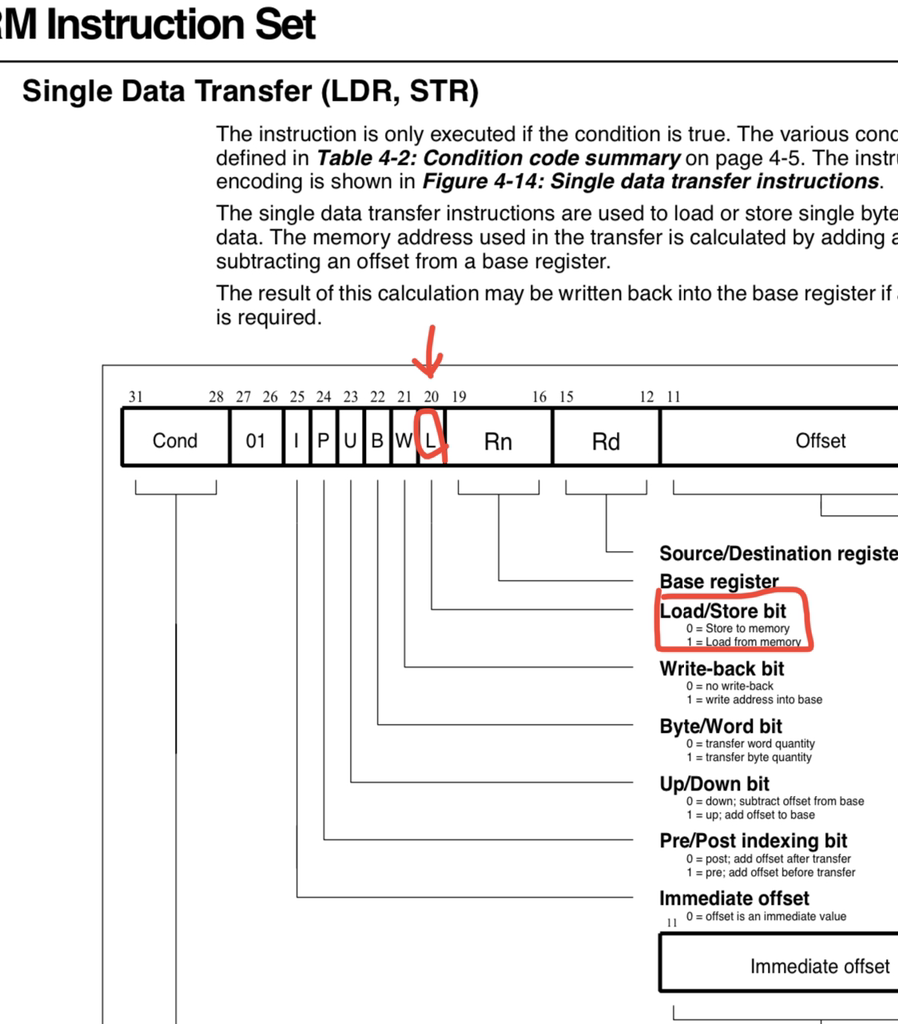 RM Instruction Set
Single Data Transfer (LDR, STR)
The instruction is only executed if the condition is true. The various cond
defined in Table 4-2: Condition code summary on page 4-5. The instru
encoding is shown in Figure 4-14: Single data transfer instructions.
The single data transfer instructions are used to load or store single byte
data. The memory address used in the transfer is calculated by adding a
subtracting an offset from a base register.
The result of this calculation may be written back into the base register if
is required.
31 28 27 26 25 24 23 22 21 20 19 16 15 12 11
Cond 01 I P U B W L Rn Rd Offset
Source/Destination registe
Base register
Load/Store bit
0 = Store to memory
1 = Load from memory
Write-back bit
0 = no write-back
1 = write address into base
Byte/Word bit
0 = transfer word quantity
1 = transfer byte quantity
Up/Down bit
0 = down; subtract offset from base
1 = up; add offset to base
Pre/Post indexing bit
0 = post; add offset after transfer
1 = pre; add offset before transfer
Immediate offset
0 = offset is an immediate value
11
Immediate offset